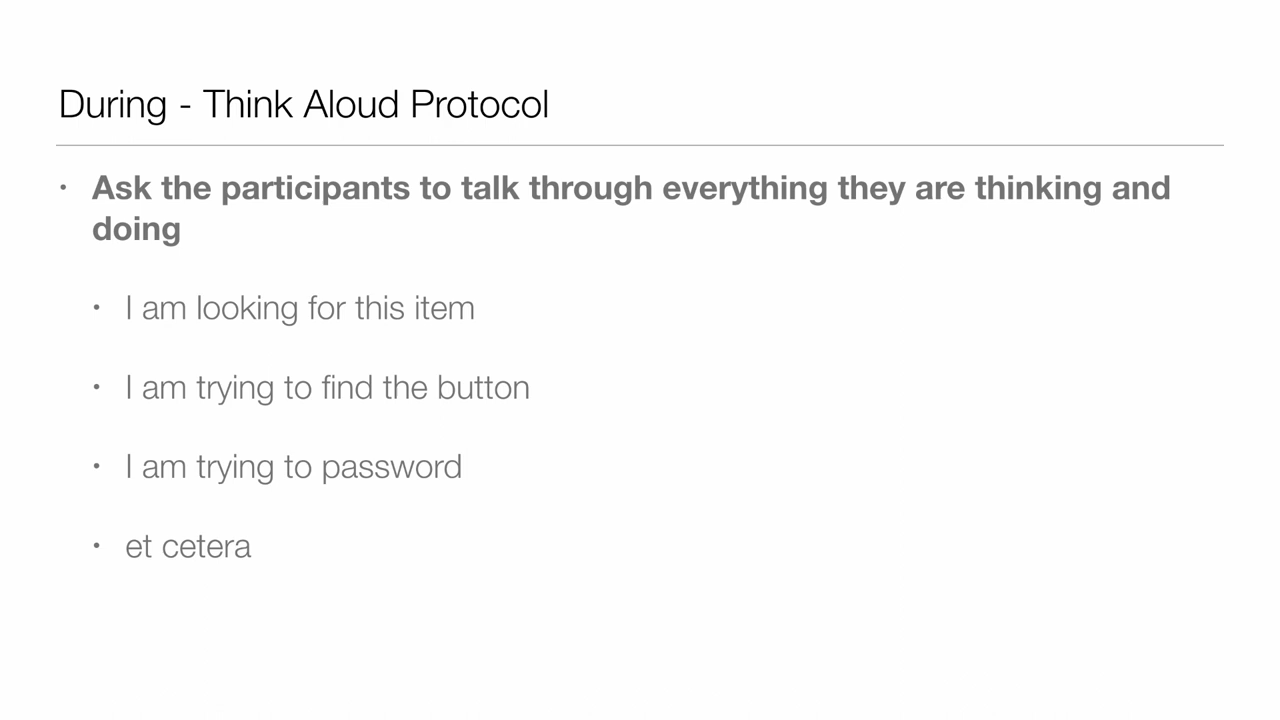 During - Think Aloud Protocol
• Ask the participants to talk through everything they are thinking and
doing
• I am looking for this item
• I am trying to find the button
• I am trying to password
• et cetera